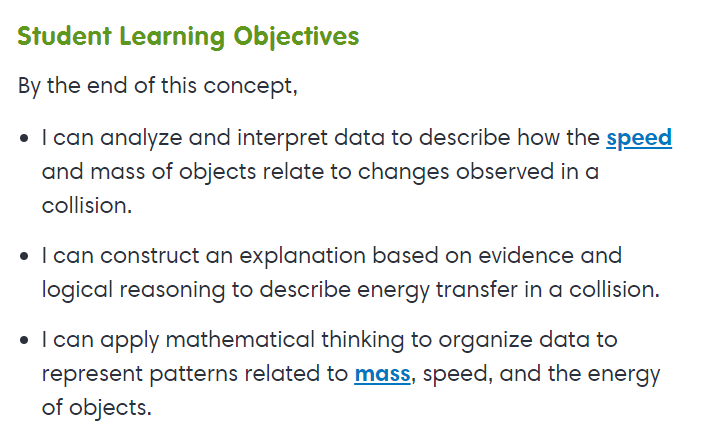 Student Learning Objectives
By the end of this concept,
• I can analyze and interpret data to describe how the speed
and mass of objects relate to changes observed in a
collision.
• I can construct an explanation based on evidence and
logical reasoning to describe energy transfer in a collision.
• I can apply mathematical thinking to organize data to
represent patterns related to mass, speed, and the energy
of objects.